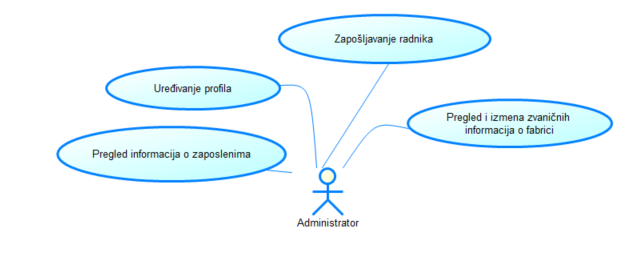 Zapošljavanje radnika
Uređivanje profila
Pregled i izmena zvaničnih
informacija o fabrici
Pregled informacija o zaposlenima
Administrator